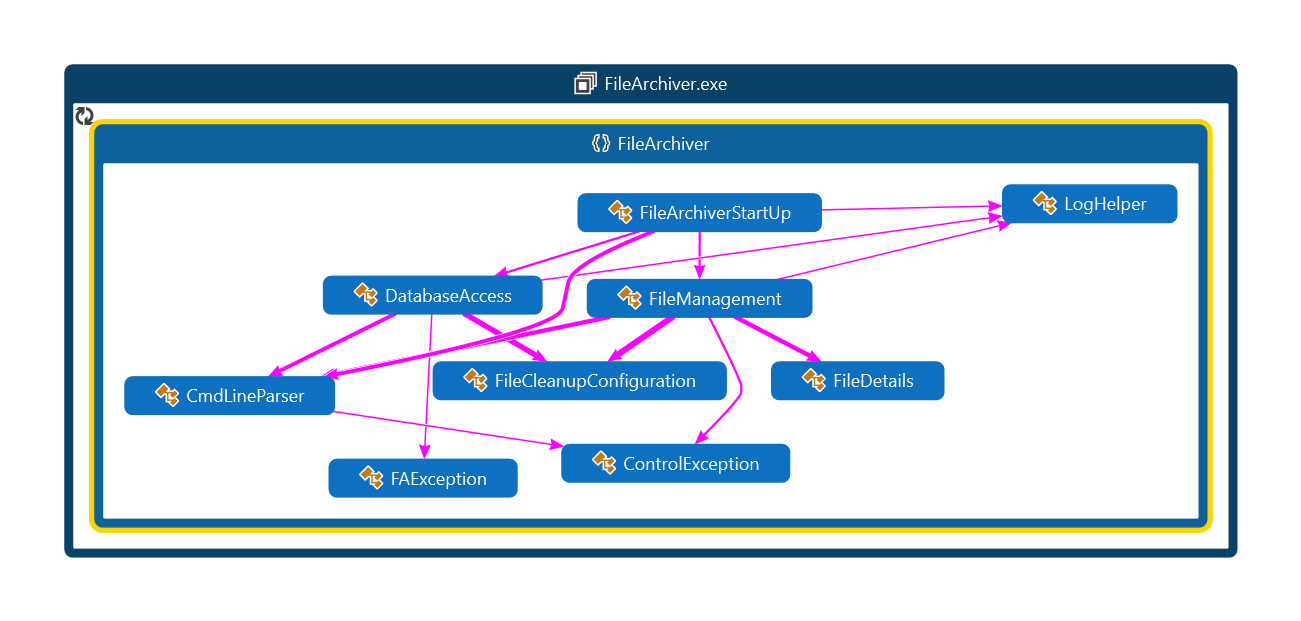 FileArchiver.exe
FileArchiver
FileArchiverStartUp
LogHelper
DatabaseAccess
FileManagement
CmdLineParser
FileCleanupConfiguration
FileDetails
FAException
ControlException